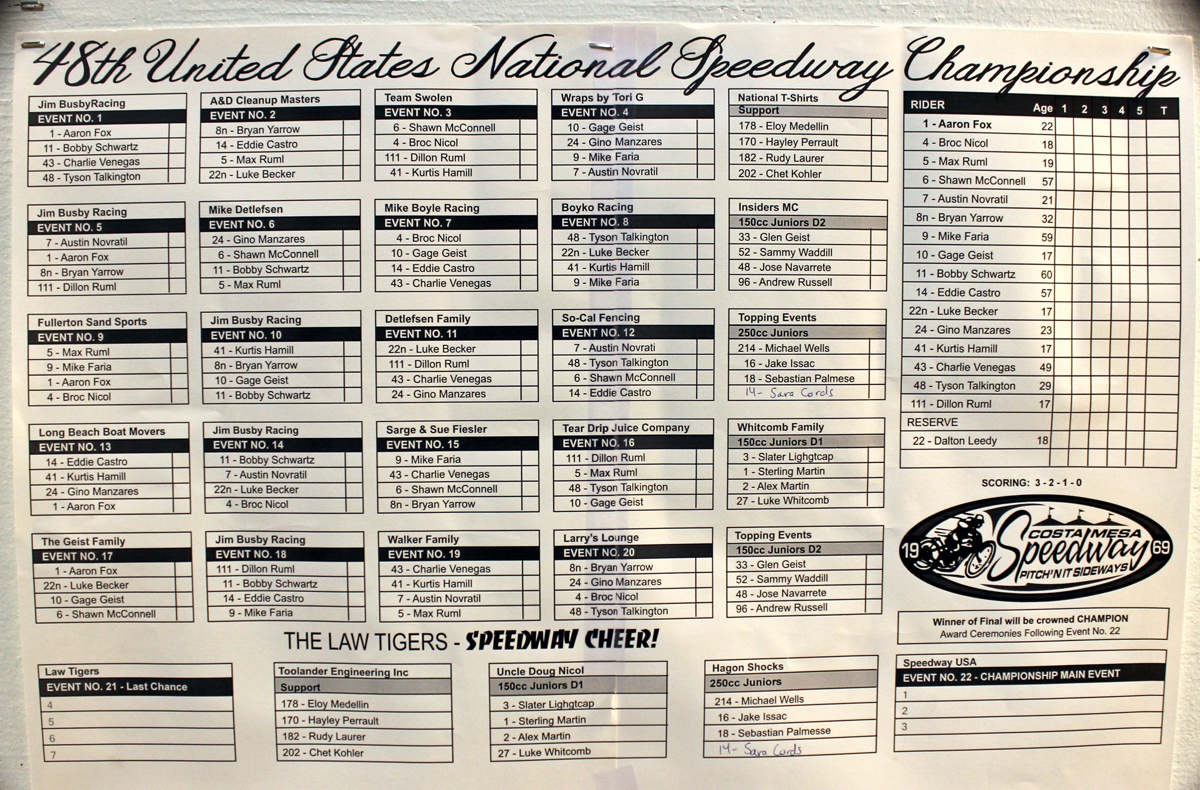 48th United States National Speedway Championship
Jim BusbyRacing
EVENT NO. 1
1 - Aaron Fox
11 - Bobby Schwartz
43 - Charlie Venegas
48 - Tyson Talkington
A&D Cleanup Masters
EVENT NO. 2
8n - Bryan Yarrow
14 - Eddie Castro
5 - Max Ruml
22n - Luke Becker
Team Swolen
EVENT NO. 3
6 - Shawn McConnell
4 - Broc Nicol
111 - Dillon Ruml
41 - Kurtis Hamill
Wraps by Tori G
EVENT NO. 4
10 - Gage Geist
24 - Gino Manzares
9 - Mike Faria
7 - Austin Novratil
National T-Shirts
Support
178 - Eloy Medellin
170 - Hayley Perrault
182 - Rudy Laurer
202 - Chet Kohler
Jim Busby Racing
EVENT NO. 5
7 - Austin Novratil
1 - Aaron Fox
8n - Bryan Yarrow
111 - Dillon Ruml
Mike Detlefsen
EVENT NO. 6
24 - Gino Manzares
6 - Shawn McConnell
11 - Bobby Schwartz
5 - Max Ruml
Mike Boyle Racing
EVENT NO. 7
4 - Broc Nicol
10 - Gage Geist
14 - Eddie Castro
43 - Charlie Venegas
Boyko Racing
EVENT NO. 8
48 - Tyson Talkington
22n - Luke Becker
41 - Kurtis Hamill
9 - Mike Faria
Insiders MC
150cc Juniors D2
33 - Glen Geist
52 - Sammy Waddill
48 - Jose Navarrete
96 - Andrew Russell
Fullerton Sand Sports
EVENT NO. 9
5 - Max Ruml
9 - Mike Faria
1 - Aaron Fox
4 - Broc Nicol
Jim Busby Racing
EVENT NO. 10
41 - Kurtis Hamill
8n - Bryan Yarrow
10 - Gage Geist
11 - Bobby Schwartz
Detlefsen Family
EVENT NO. 11
22n - Luke Becker
111 - Dillon Ruml
43 - Charlie Venegas
24 - Gino Manzares
So-Cal Fencing
EVENT NO. 12
7 - Austin Novrati
48 - Tyson Talkington
6 - Shawn McConnell
14 - Eddie Castro
Topping Events
250cc Juniors
214 - Michael Wells
16 - Jake Issac
18 - Sebastian Palmese
14 - Sara Cords
Long Beach Boat Movers
EVENT NO. 13
14 - Eddie Castro
41 - Kurtis Hamill
24 - Gino Manzares
1 - Aaron Fox
Jim Busby Racing
EVENT NO. 14
11 - Bobby Schwartz
7 - Austin Novratil
22n - Luke Becker
4 - Broc Nicol
Sarge & Sue Fiesler
EVENT NO. 15
9 - Mike Faria
43 - Charlie Venegas
6 - Shawn McConnell
8n - Bryan Yarrow
Tear Drip Juice Company
EVENT NO. 16
111 - Dillon Ruml
5 - Max Ruml
48 - Tyson Talkington
10 - Gage Geist
Whitcomb Family
150cc Juniors D1
3 - Slater Lighgtcap
1 - Sterling Martin
2 - Alex Martin
27 - Luke Whitcomb
The Geist Family
EVENT NO. 17
1 - Aaron Fox
22n - Luke Becker
10 - Gage Geist
6 - Shawn McConnell
Jim Busby Racing
EVENT NO. 18
111 - Dillon Ruml
11 - Bobby Schwartz
14 - Eddie Castro
9 - Mike Faria
Walker Family
EVENT NO. 19
43 - Charlie Venegas
41 - Kurtis Hamill
7 - Austin Novratil
5 - Max Ruml
Larry's Lounge
EVENT NO. 20
8n - Bryan Yarrow
24 - Gino Manzares
4 - Broc Nicol
48 - Tyson Talkington
Topping Events
150cc Juniors D2
33 - Glen Geist
52 - Sammy Waddill
48 - Jose Navarrete
96 - Andrew Russell
RIDER Age 1 2 3 4 5 T
1 - Aaron Fox 22
4 - Broc Nicol 18
5 - Max Ruml 19
6 - Shawn McConnell 57
7 - Austin Novratil 21
8n - Bryan Yarrow 32
9 - Mike Faria 59
10 - Gage Geist 17
11 - Bobby Schwartz 60
14 - Eddie Castro 57
22n - Luke Becker 17
24 - Gino Manzares 23
41 - Kurtis Hamill 17
43 - Charlie Venegas 49
48 - Tyson Talkington 29
111 - Dillon Ruml 17
RESERVE
22 - Dalton Leedy 18
SCORING: 3 - 2 - 1 - 0
19 COSTA MESA 69
Speedway
PITCH'N IT SIDEWAYS
Winner of Final will be crowned CHAMPION
Award Ceremonies Following Event No. 22
THE LAW TIGERS - SPEEDWAY CHEER!
Law Tigers
EVENT NO. 21 - Last Chance
4
5
6
7
Toolander Engineering Inc
Support
178 - Eloy Medellin
170 - Hayley Perrault
182 - Rudy Laurer
202 - Chet Kohler
Uncle Doug Nicol
150cc Juniors D1
3 - Slater Lighgtcap
1 - Sterling Martin
2 - Alex Martin
27 - Luke Whitcomb
Hagon Shocks
250cc Juniors
214 - Michael Wells
16 - Jake Issac
18 - Sebastian Palmesse
14 - Sara Cords
Speedway USA
EVENT NO. 22 - CHAMPIONSHIP MAIN EVENT
1
2
3